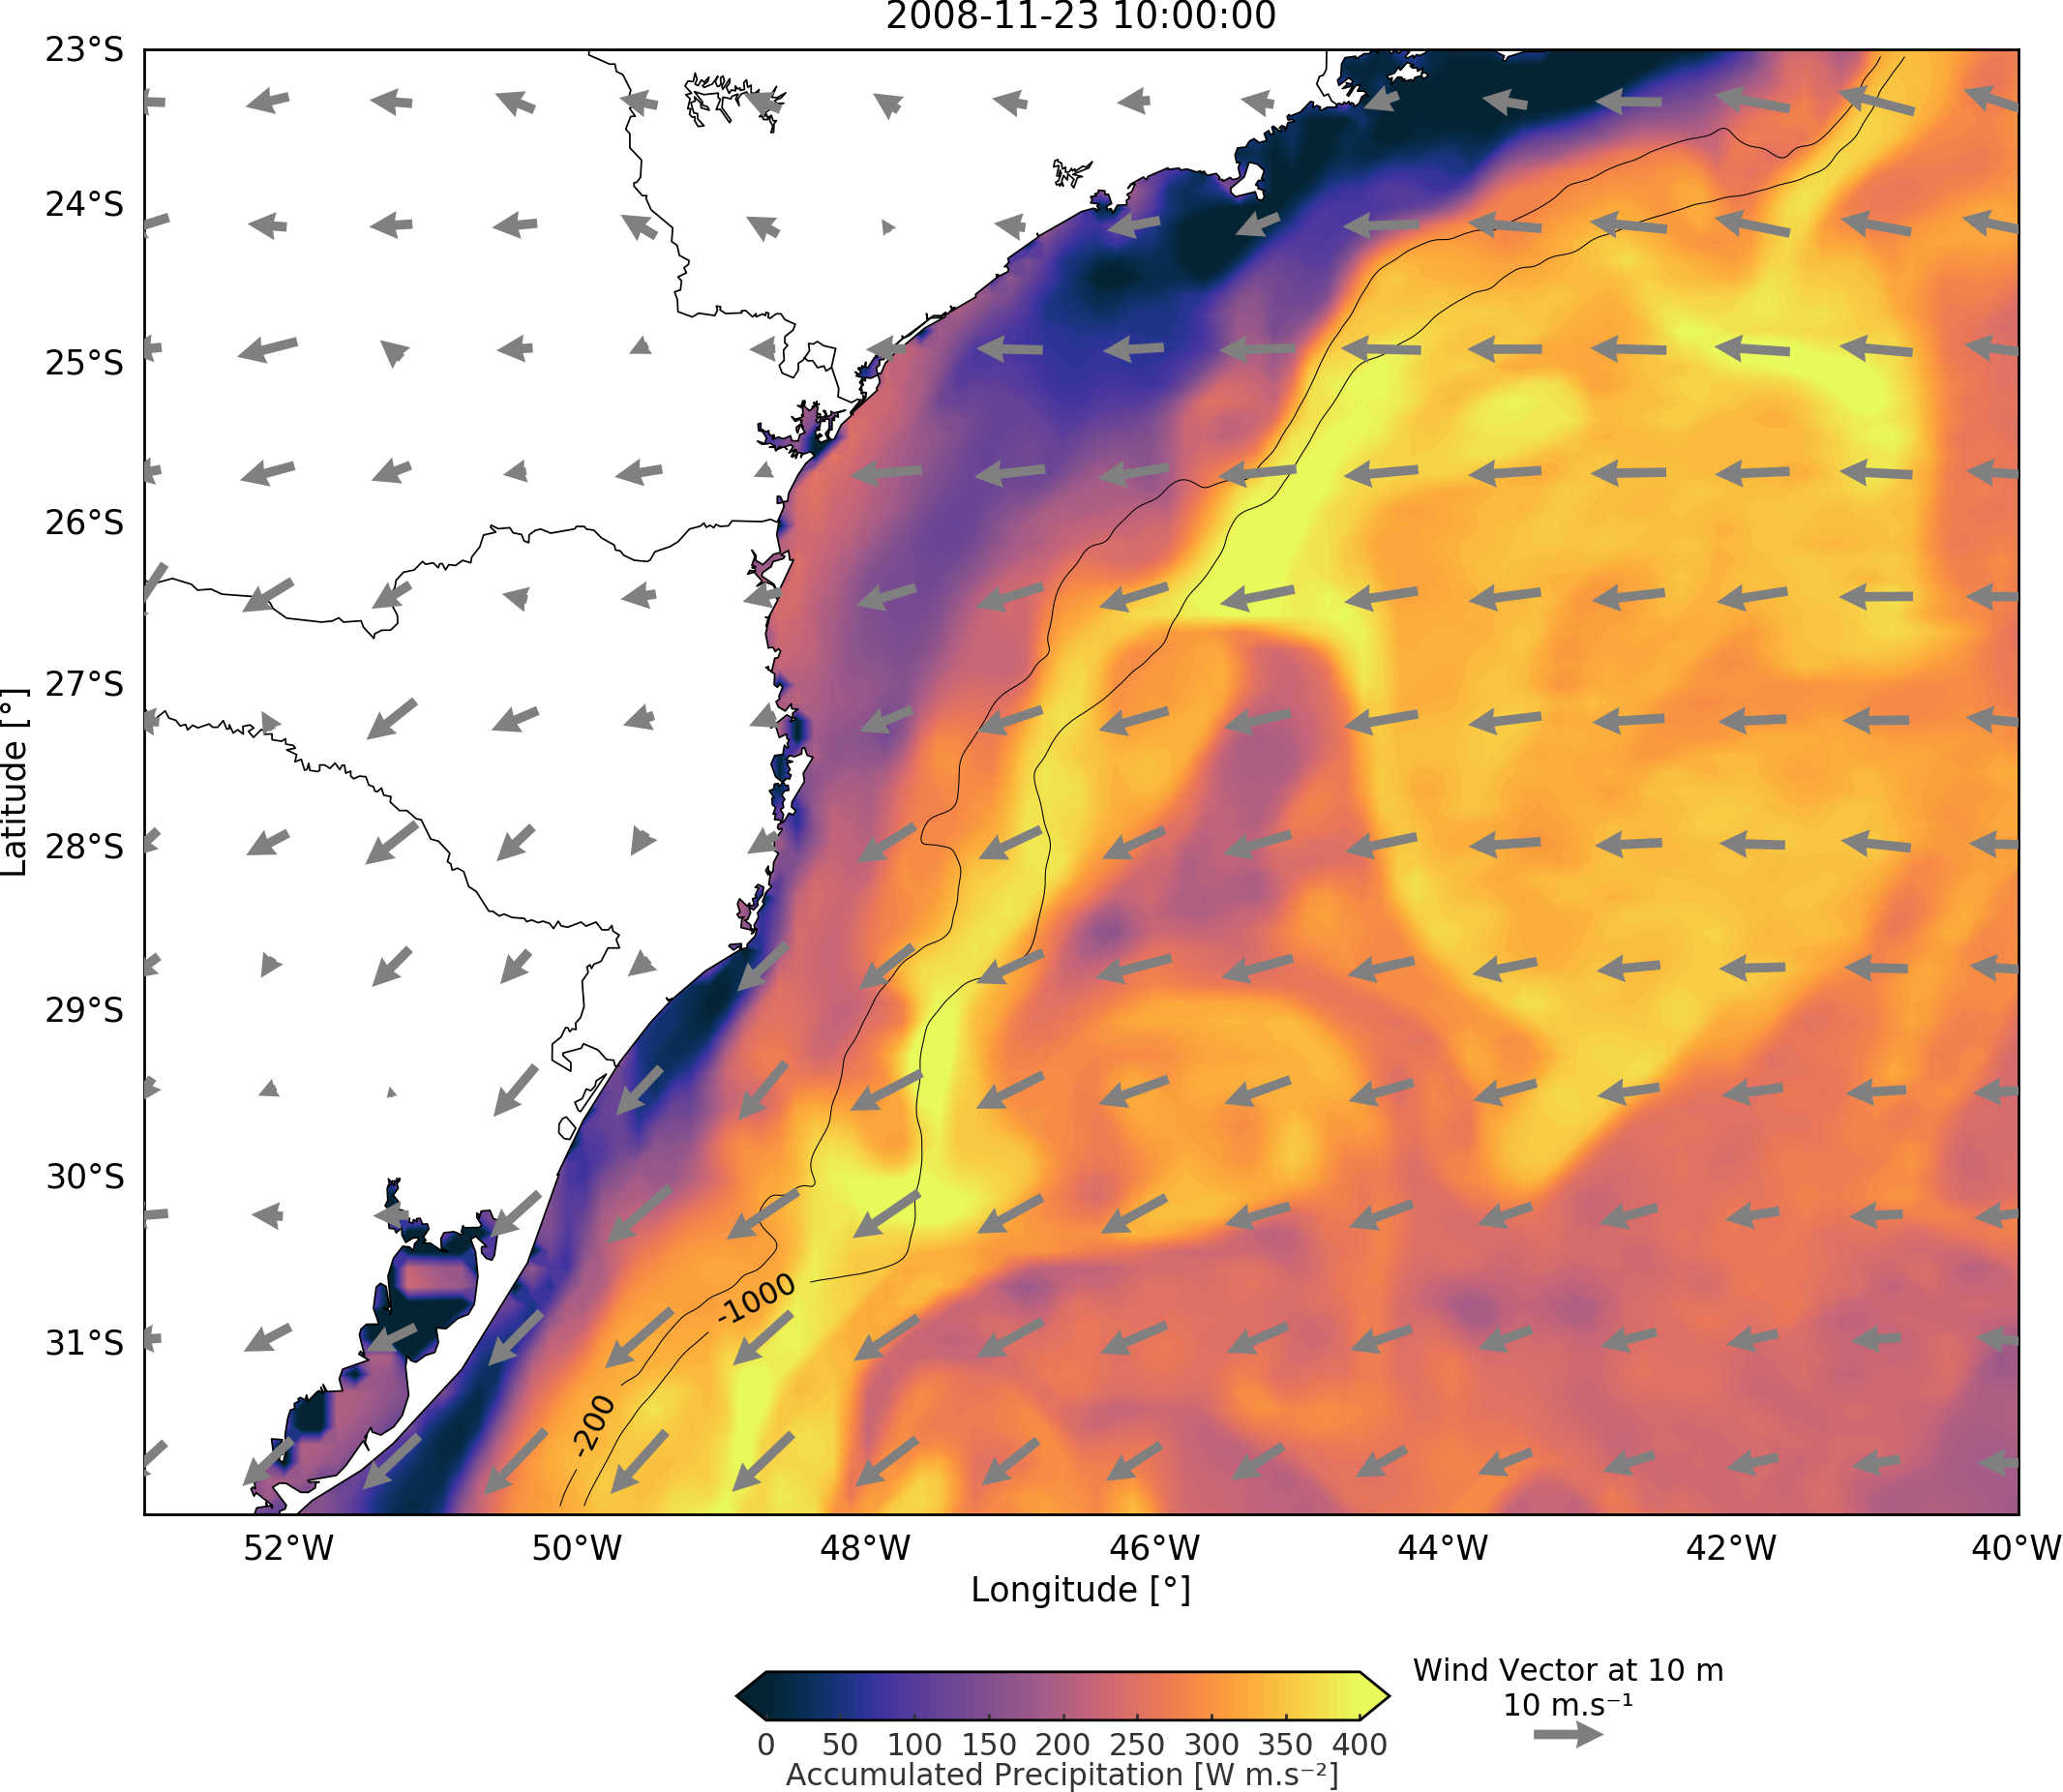 2008-11-23 10:00:00
23°S
24°S
25°S
26°S
27°S
28°S
29°S
30°S
31°S
Latitude [°]
-1000
-200
52°W 50°W 48°W 46°W 44°W 42°W 40°W
Longitude [°]
Wind Vector at 10 m
10 m.s⁻¹
0 50 100 150 200 250 300 350 400
Accumulated Precipitation [W m.s⁻²]